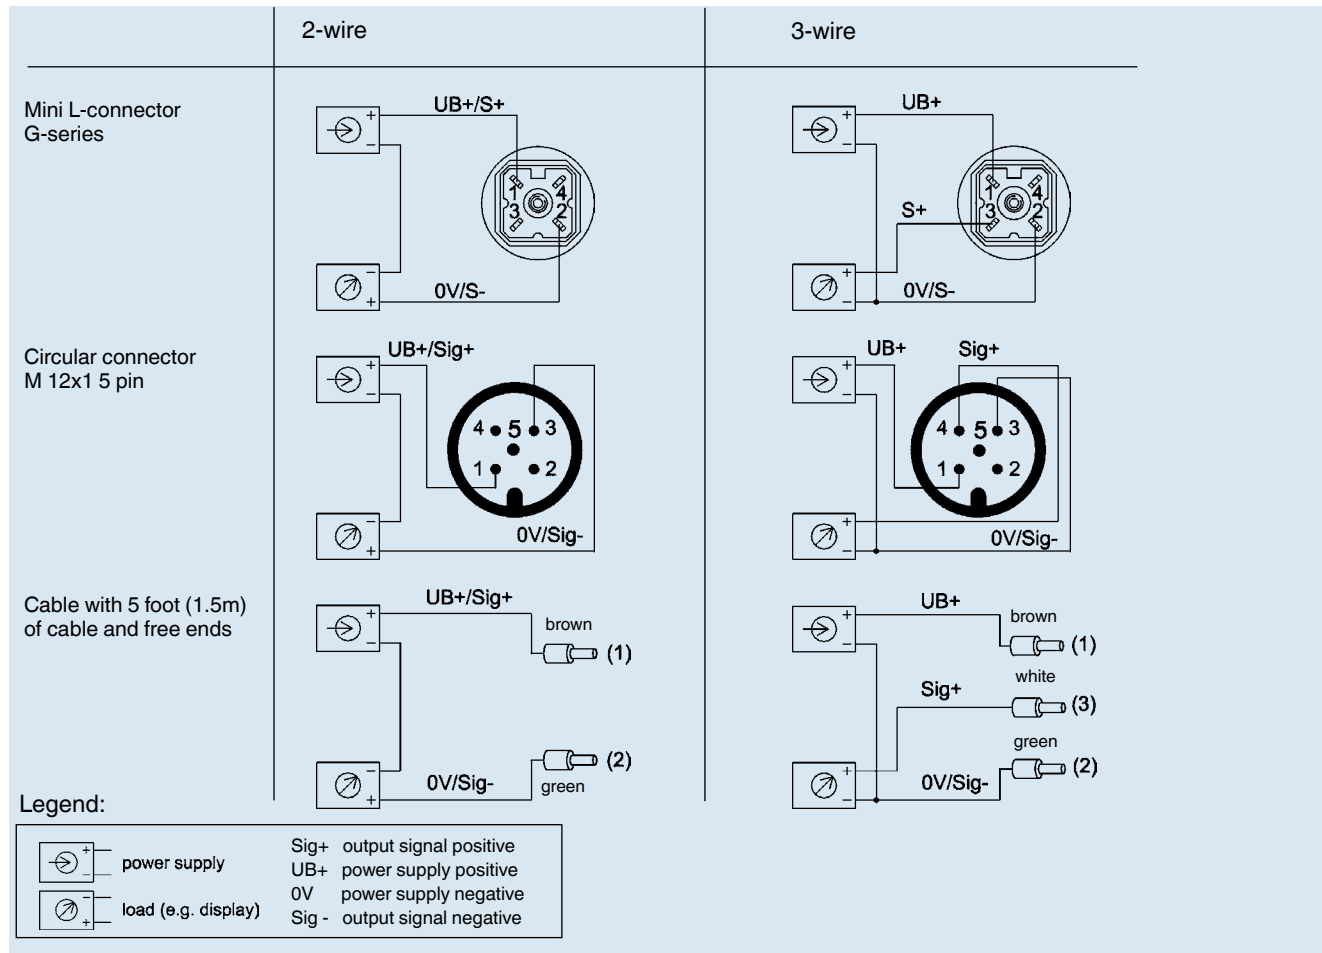 2-wire
3-wire
Mini L-connector
G-series
UB+/S+
+
−
1
4
3
2
−
+
0V/S-
UB+
+
−
1
4
3
2
S+
+
−
0V/S-
Circular connector
M 12x1 5 pin
UB+/Sig+
+
−
4 5 3
1 2
−
+
0V/Sig-
UB+
Sig+
+
−
4 5 3
1 2
+
−
0V/Sig-
Cable with 5 foot (1.5m)
of cable and free ends
UB+/Sig+
+
−
brown
(1)
(2)
green
−
+
0V/Sig-
UB+
+
−
brown
(1)
white
Sig+
(3)
green
(2)
+
−
0V/Sig-
Legend:
+
−
power supply
−
+
load (e.g. display)
Sig+ output signal positive
UB+ power supply positive
0V power supply negative
Sig - output signal negative